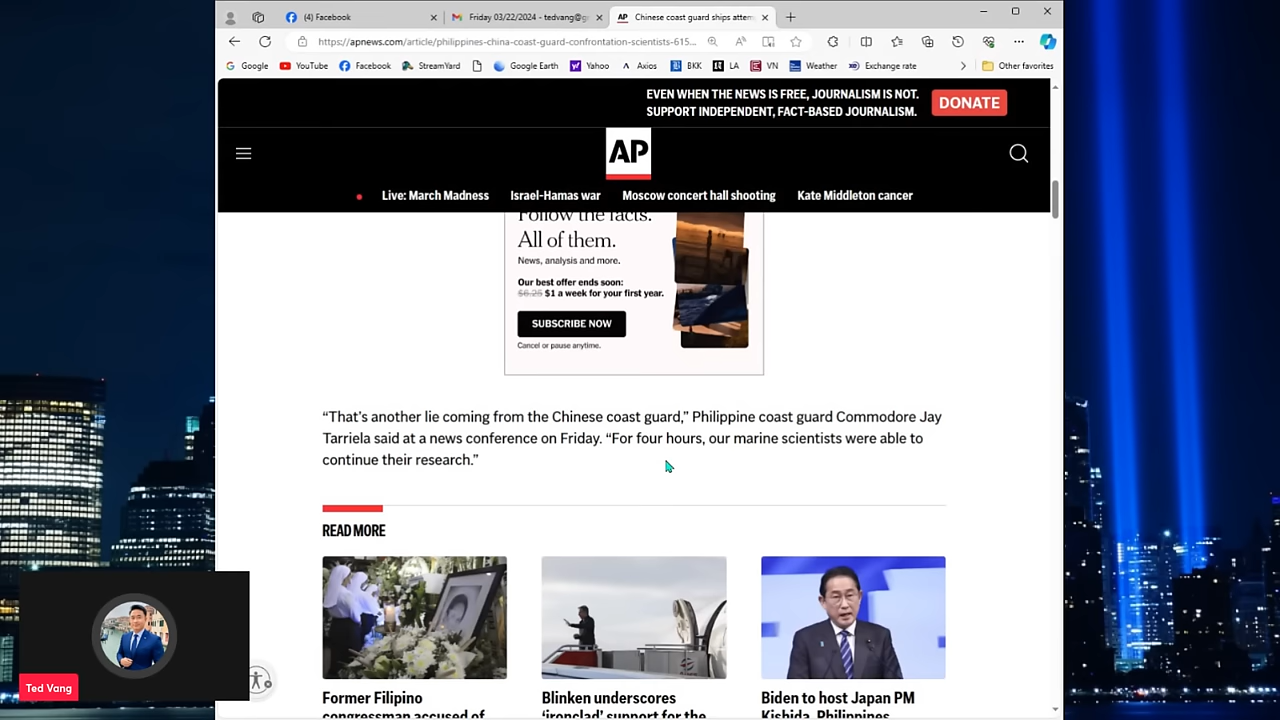 (4) Facebook
Friday 03/22/2024 - tedvang@g
AP Chinese coast guard ships attem
https://apnews.com/article/philippines-china-coast-guard-confrontation-scientists-615...
Google YouTube Facebook StreamYard Google Earth Yahoo Axios BKK LA VN Weather Exchange rate Other favorites
EVEN WHEN THE NEWS IS FREE, JOURNALISM IS NOT.
SUPPORT INDEPENDENT, FACT-BASED JOURNALISM.
DONATE
AP
Live: March Madness Israel-Hamas war Moscow concert hall shooting Kate Middleton cancer
Follow the facts.
All of them.
News, analysis and more.
Our best offer ends soon:
$6.25 $1 a week for your first year.
SUBSCRIBE NOW
Cancel or pause anytime.
“That’s another lie coming from the Chinese coast guard,” Philippine coast guard Commodore Jay
Tarriela said at a news conference on Friday. “For four hours, our marine scientists were able to
continue their research.”
READ MORE
Former Filipino
congressman accused of
Blinken underscores
‘ironclad’ support for the
Biden to host Japan PM
Kishida, Philippines
Ted Vang